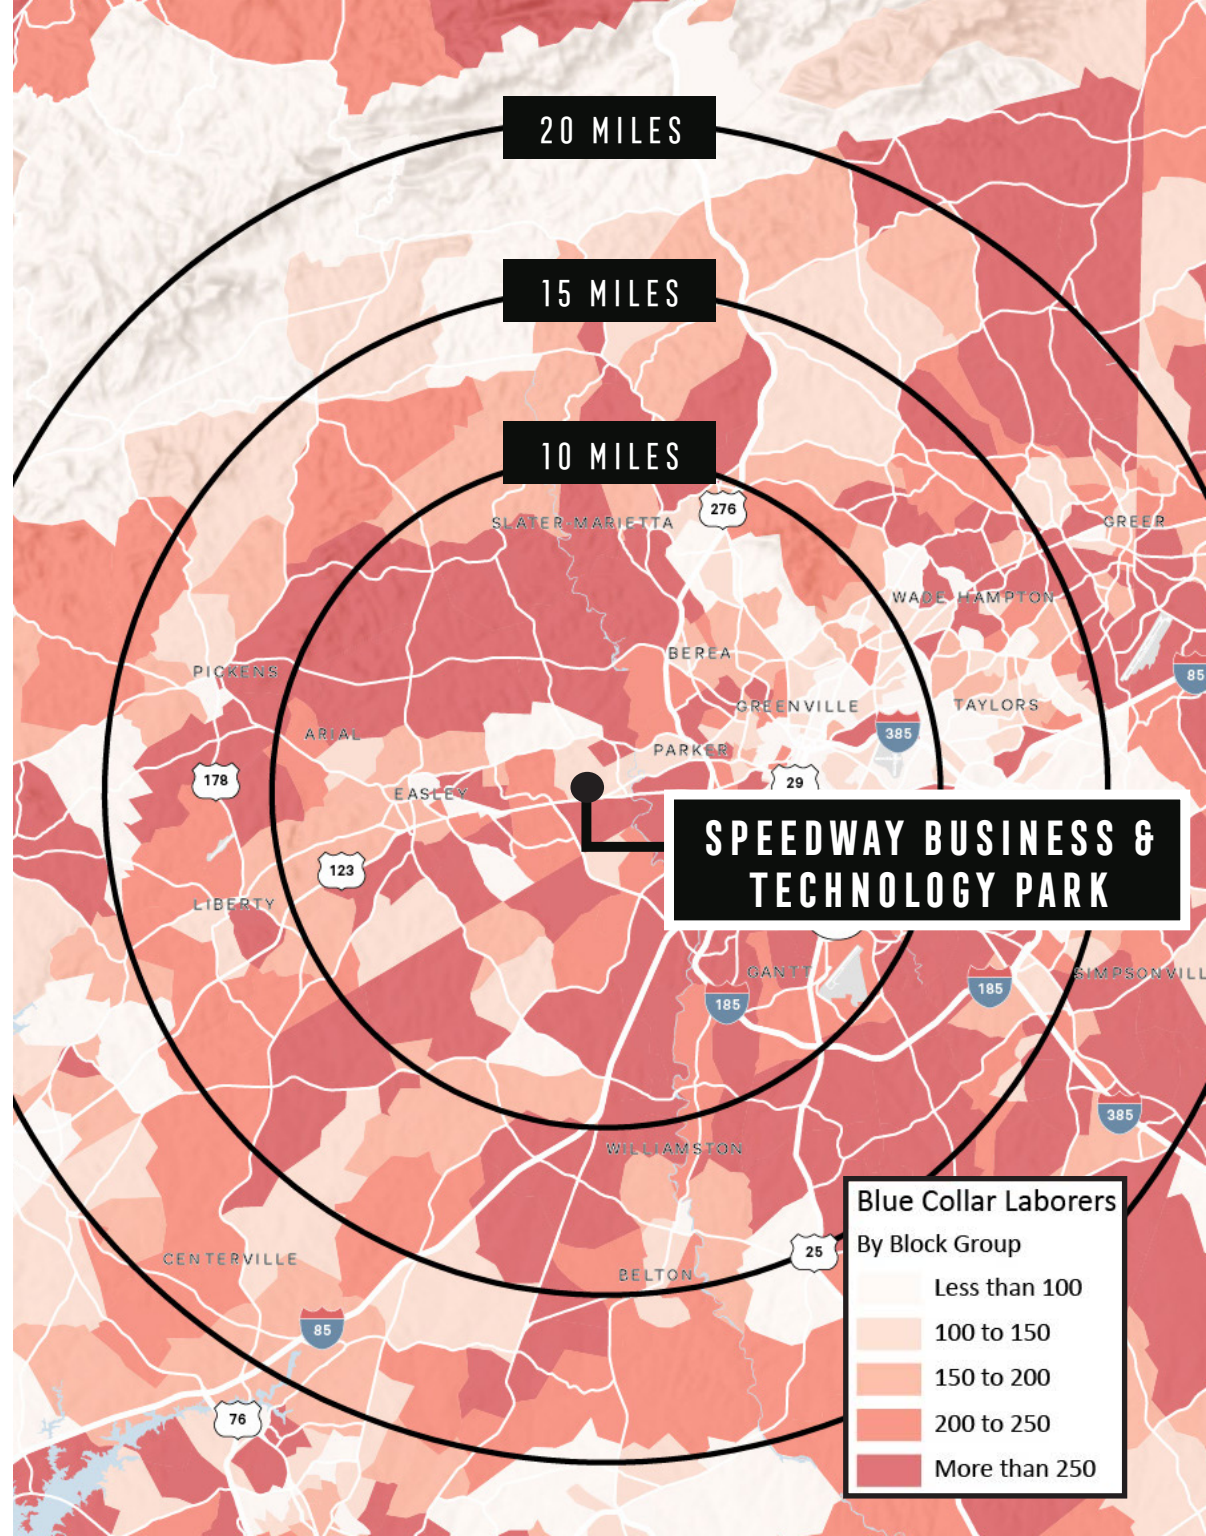 20 MILES
15 MILES
10 MILES
276
SLATER-MARIETTA
GREER
WADE HAMPTON
BEREA
PICKENS
85
GREENVILLE
TAYLORS
ARIAL
385
PARKER
178
29
EASLEY
SPEEDWAY BUSINESS &
TECHNOLOGY PARK
123
LIBERTY
GANTT
SIMPSONVILL
185
185
385
WILLIAMSTON
Blue Collar Laborers
By Block Group
Less than 100
100 to 150
150 to 200
200 to 250
More than 250
25
CENTERVILLE
BELTON
85
76